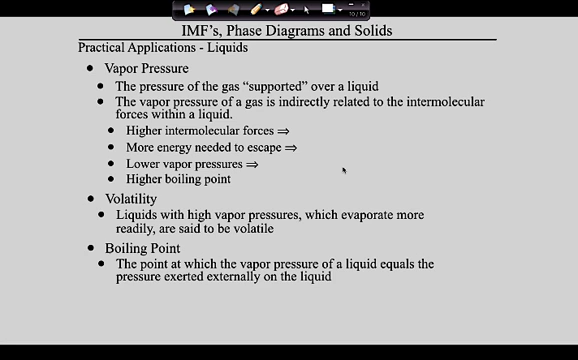 10 / 10
IMF's, Phase Diagrams and Solids
Practical Applications - Liquids
• Vapor Pressure
• The pressure of the gas “supported” over a liquid
• The vapor pressure of a gas is indirectly related to the intermolecular
forces within a liquid.
• Higher intermolecular forces ⇒
• More energy needed to escape ⇒
• Lower vapor pressures ⇒
• Higher boiling point
• Volatility
• Liquids with high vapor pressures, which evaporate more
readily, are said to be volatile
• Boiling Point
• The point at which the vapor pressure of a liquid equals the
pressure exerted externally on the liquid